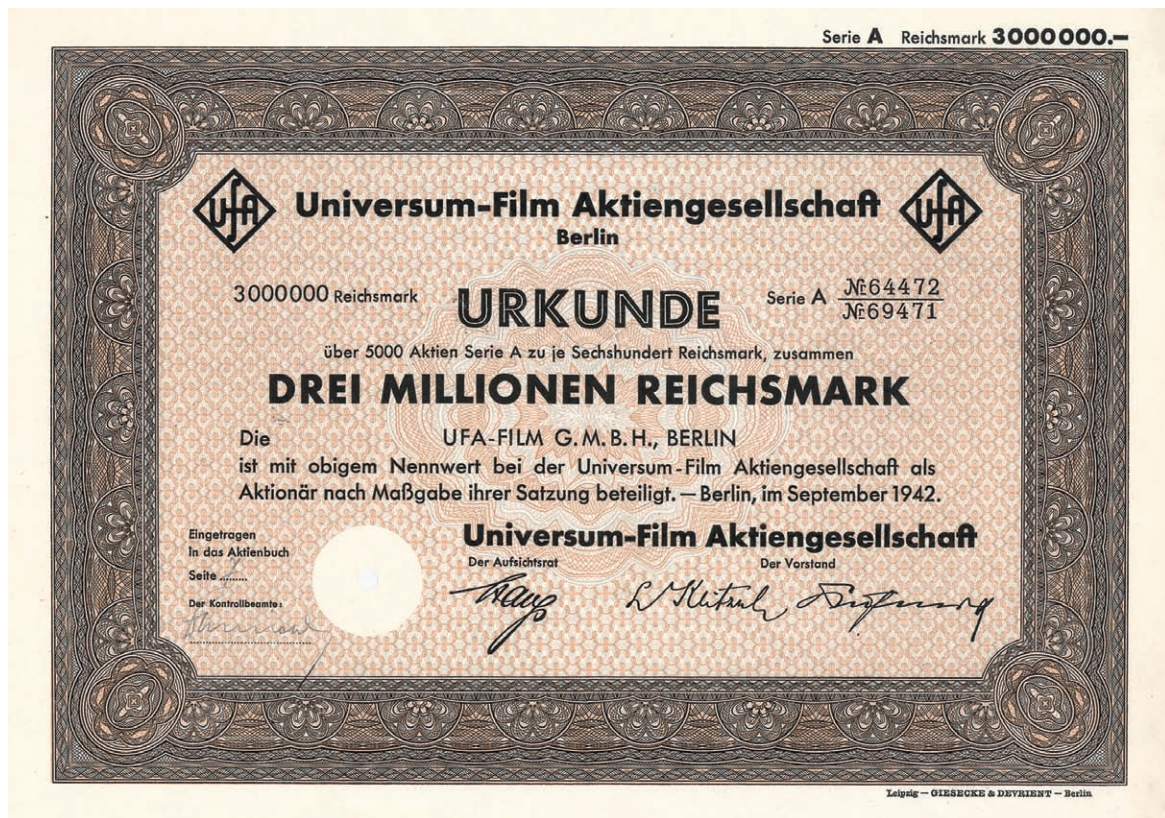 Serie A Reichsmark 3000000.—
UfA Universum-Film Aktiengesellschaft UfA
Berlin
3000000 Reichsmark URKUNDE Serie A №64472
№69471
über 5000 Aktien Serie A zu je Sechshundert Reichsmark, zusammen
DREI MILLIONEN REICHSMARK
Die UFA-FILM G.M.B.H., BERLIN
ist mit obigem Nennwert bei der Universum-Film Aktiengesellschaft als
Aktionär nach Maßgabe ihrer Satzung beteiligt. — Berlin, im September 1942.
Eingetragen
in das Aktienbuch
Seite 7
Der Kontrollbeamte:
Universum-Film Aktiengesellschaft
Der Aufsichtsrat Der Vorstand
Leipzig — GIESECKE & DEVRIENT — Berlin